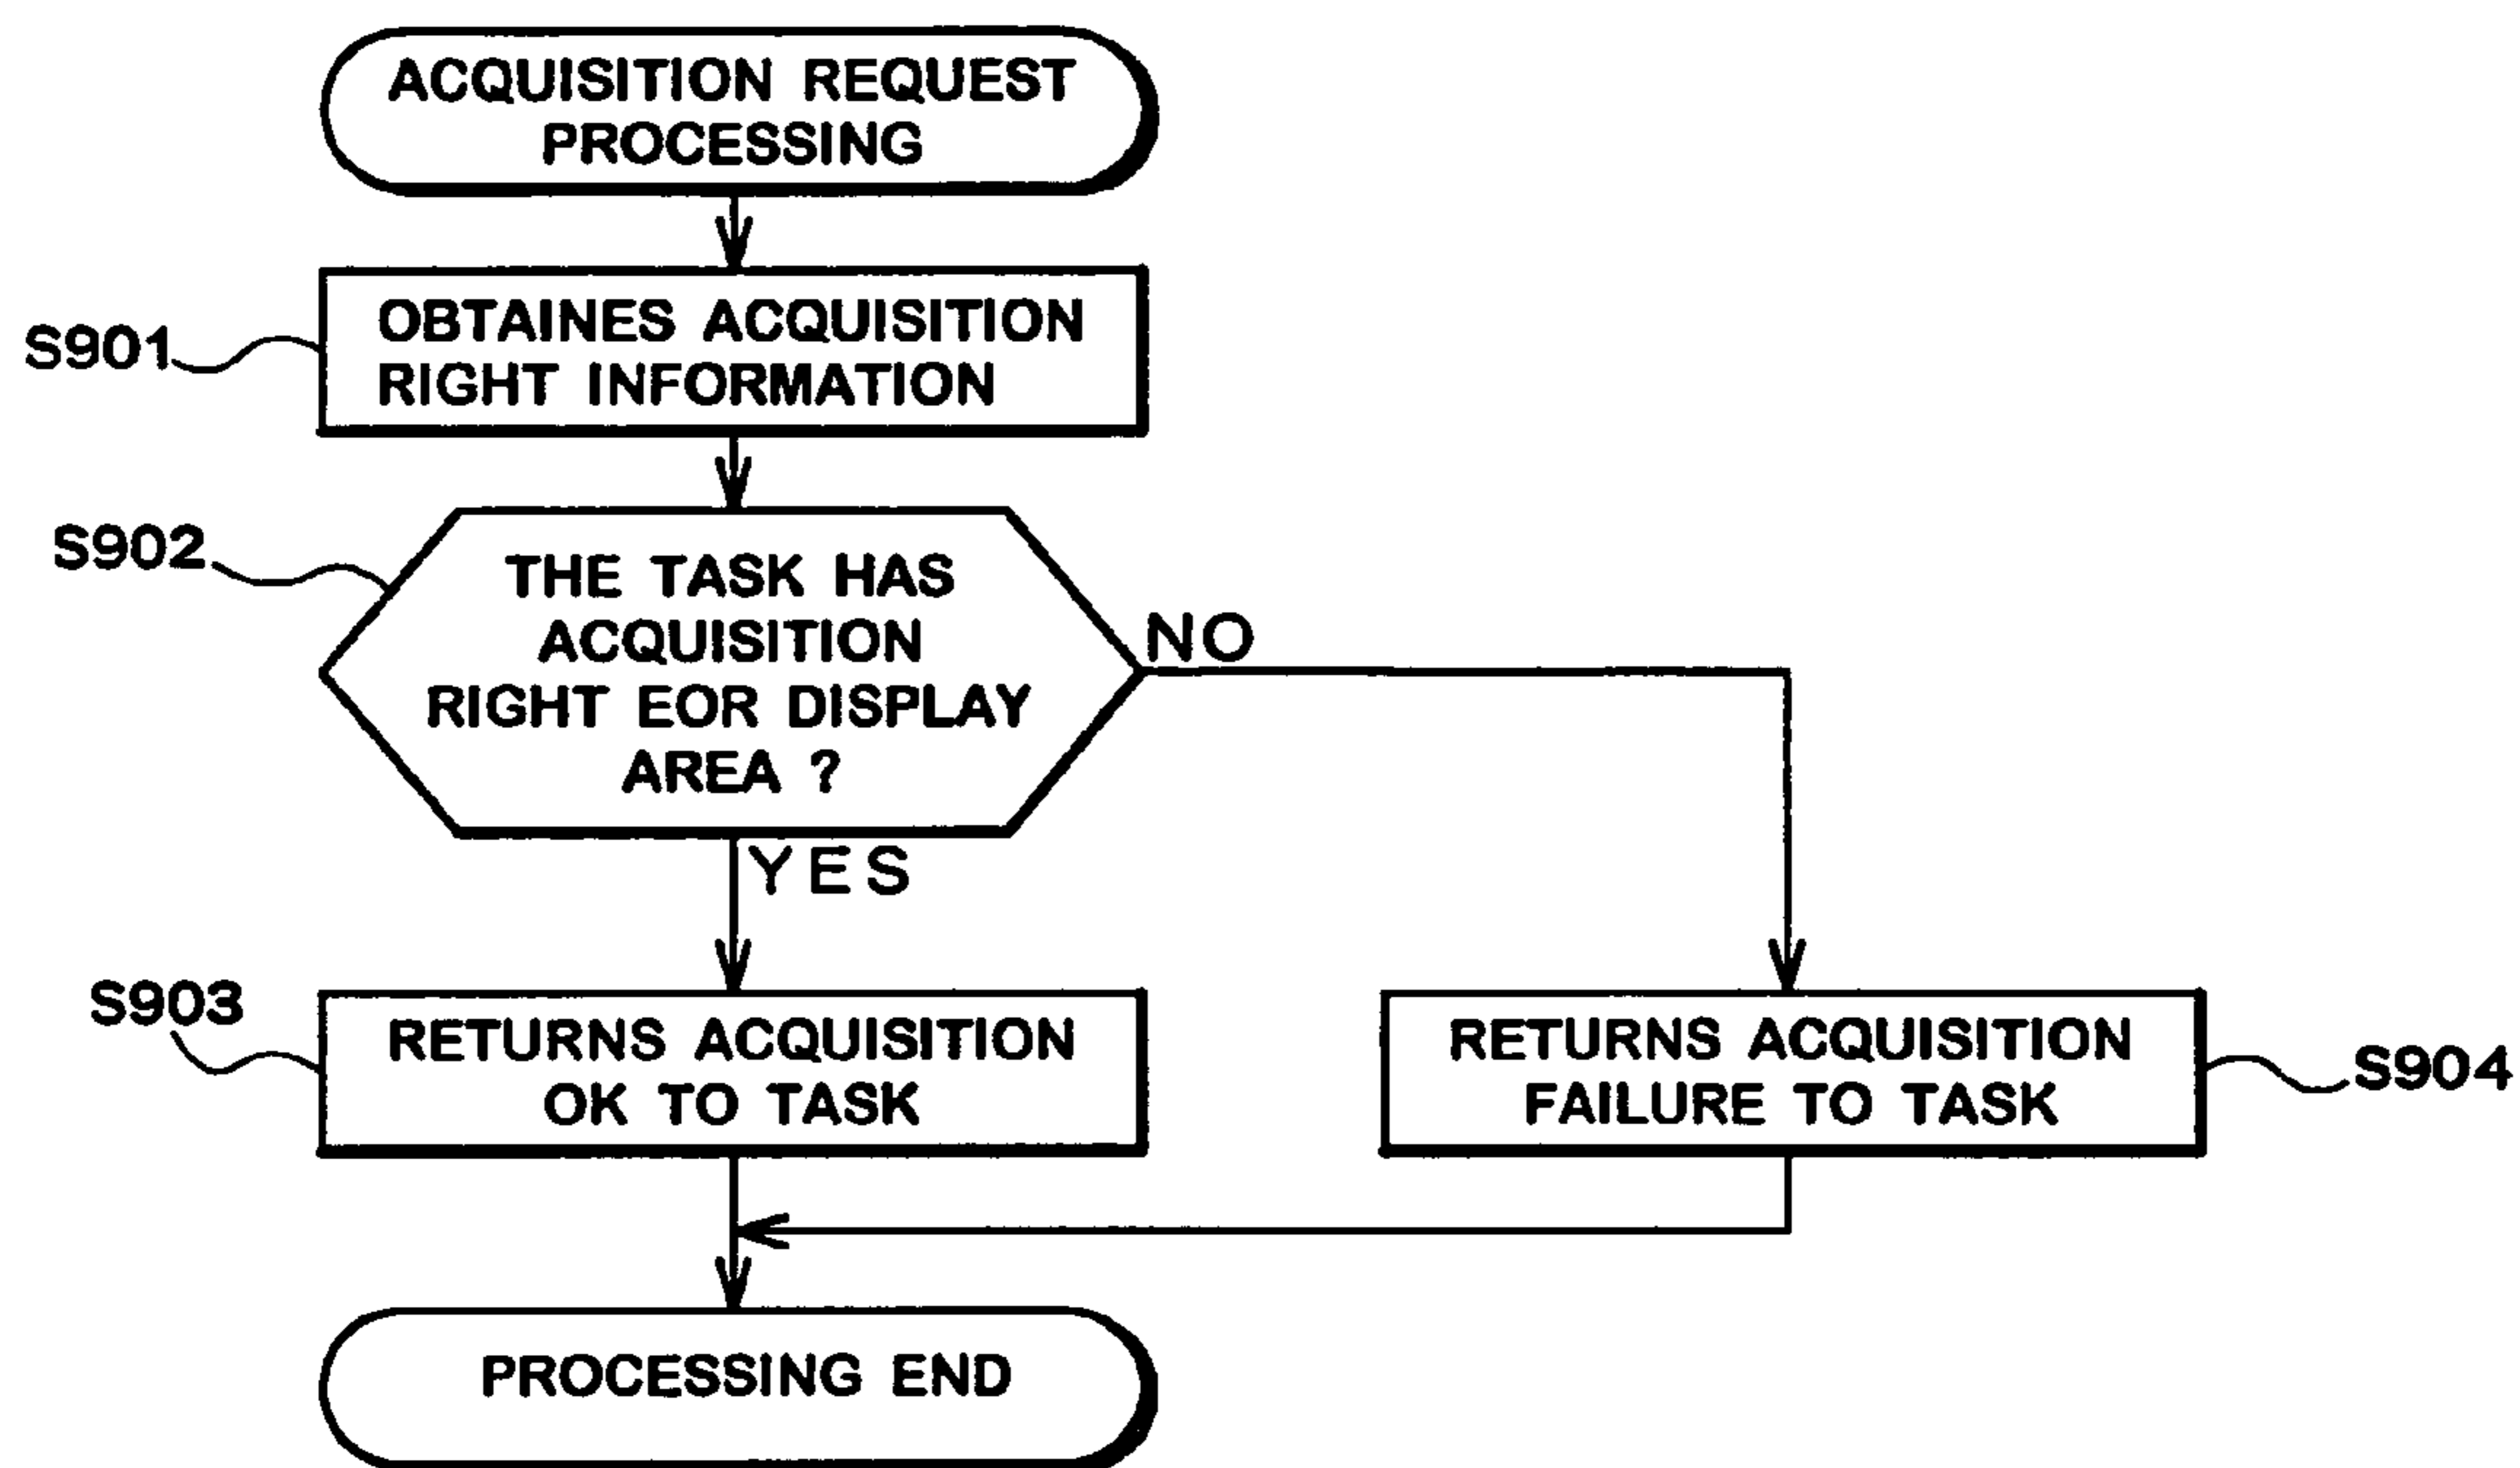 ACQUISITION REQUEST
PROCESSING
S901
OBTAINES ACQUISITION
RIGHT INFORMATION
S902
THE TASK HAS
ACQUISITION
RIGHT EOR DISPLAY
AREA ?
NO
YES
S903
RETURNS ACQUISITION
OK TO TASK
RETURNS ACQUISITION
FAILURE TO TASK
S904
PROCESSING END